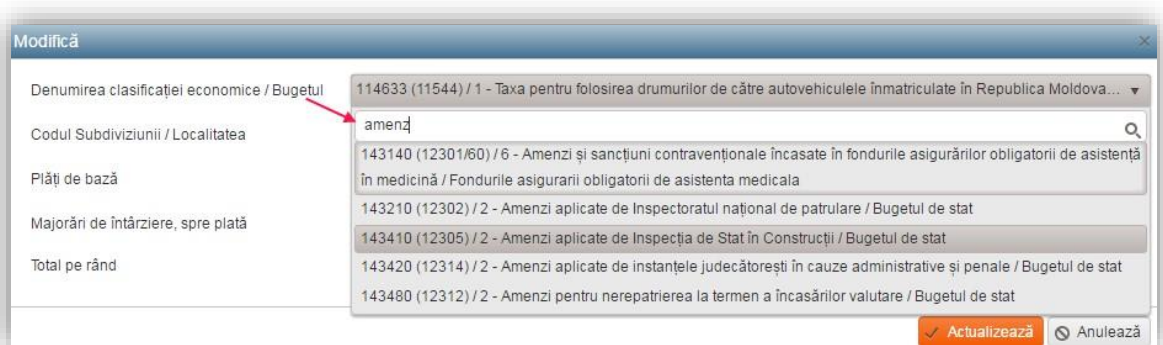 Modifică
Denumirea clasificației economice / Bugetul
114633 (11544) / 1 - Taxa pentru folosirea drumurilor de către autovehiculele înmatriculate în Republica Moldova...
amenz
Codul Subdiviziunii / Localitatea
143140 (12301/60) / 6 - Amenzi și sancțiuni contravenționale încasate în fondurile asigurărilor obligatorii de asistență
în medicină / Fondurile asigurarii obligatorii de asistenta medicala
Plăți de bază
143210 (12302) / 2 - Amenzi aplicate de Inspectoratul național de patrulare / Bugetul de stat
Majorări de întârziere, spre plată
143410 (12305) / 2 - Amenzi aplicate de Inspecția de Stat în Construcții / Bugetul de stat
Total pe rând
143420 (12314) / 2 - Amenzi aplicate de instanțele judecătorești în cauze administrative și penale / Bugetul de stat
143480 (12312) / 2 - Amenzi pentru nerepatrierea la termen a încasărilor valutare / Bugetul de stat
Actualizează
Anulează